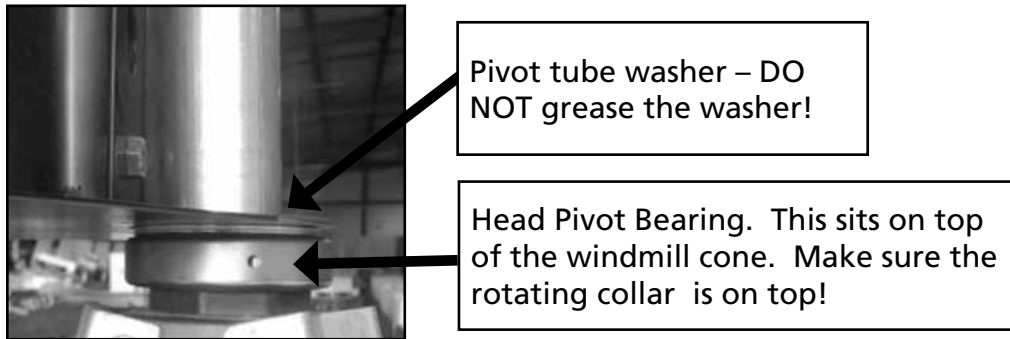 Pivot tube washer – DO
NOT grease the washer!
Head Pivot Bearing.  This sits on top
of the windmill cone.  Make sure the
rotating collar  is on top!